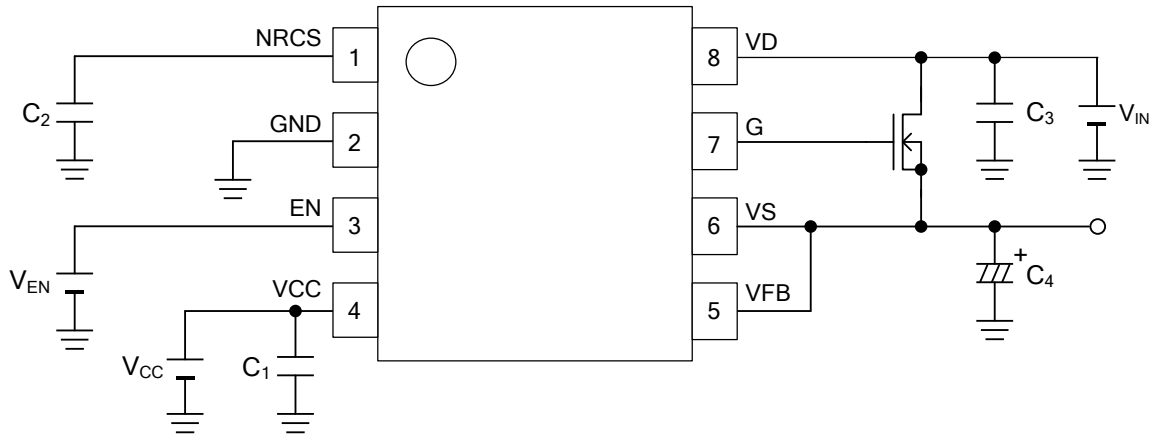 NRCS
1
C2
GND
2
EN
3
VEN
VCC
4
VCC
C1
8
VD
7
G
C3
VIN
6
VS
+
C4
5
VFB